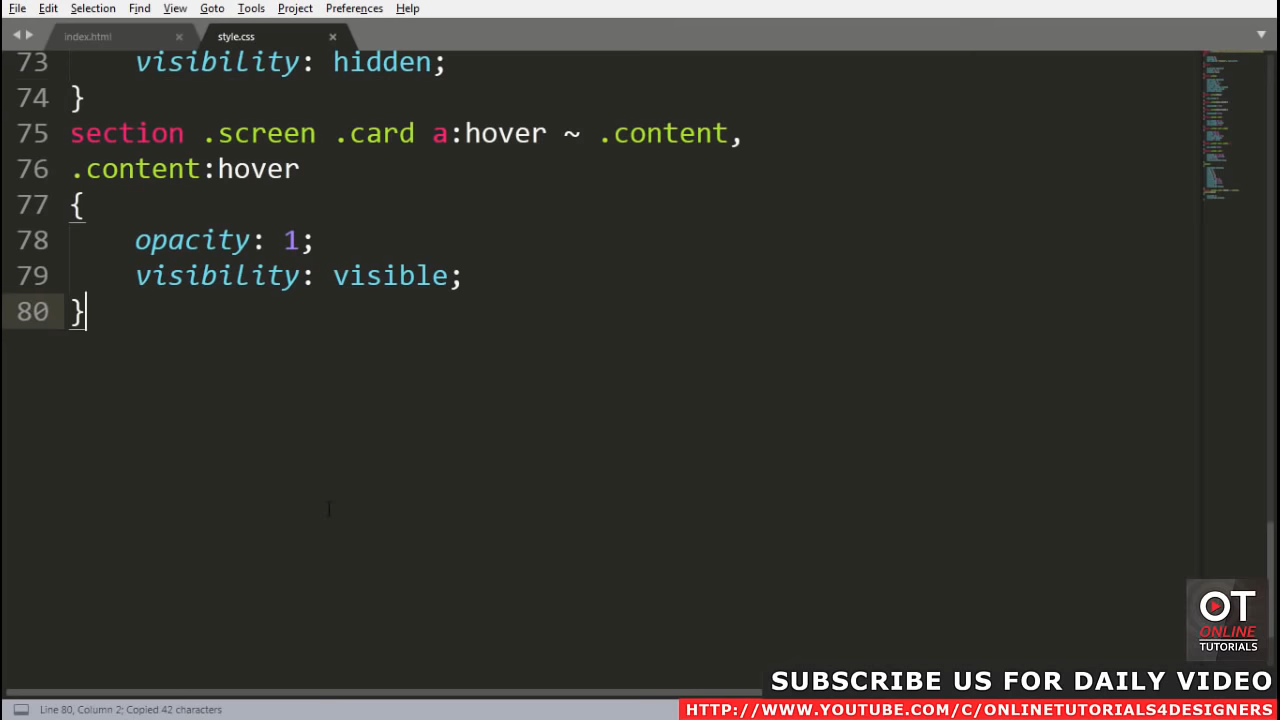 File Edit Selection Find View Goto Tools Project Preferences Help
index.html × style.css ×
73 visibility: hidden;
74 }
75 section .screen .card a:hover ~ .content,
76 .content:hover
77 {
78 opacity: 1;
79 visibility: visible;
80 }
OT
ONLINE
TUTORIALS
SUBSCRIBE US FOR DAILY VIDEO
Line 80, Column 2; Copied 42 characters
HTTP://WWW.YOUTUBE.COM/C/ONLINETUTORIALS4DESIGNERS